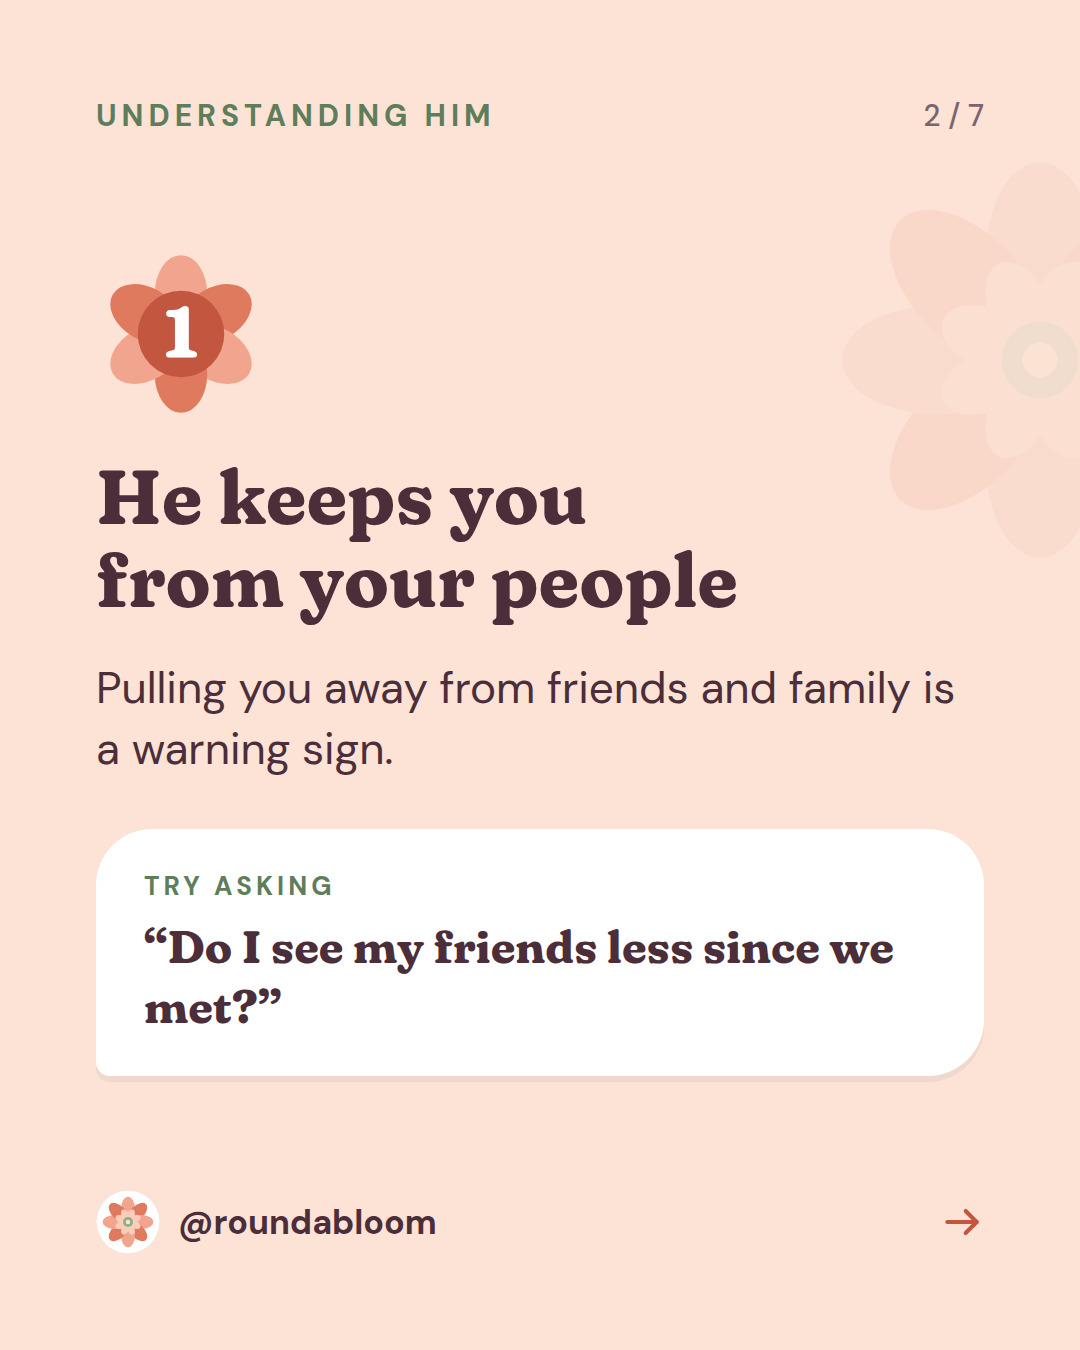 UNDERSTANDING HIM
2 / 7
1
He keeps you
from your people
Pulling you away from friends and family is
a warning sign.
TRY ASKING
“Do I see my friends less since we
met?”
@roundabloom